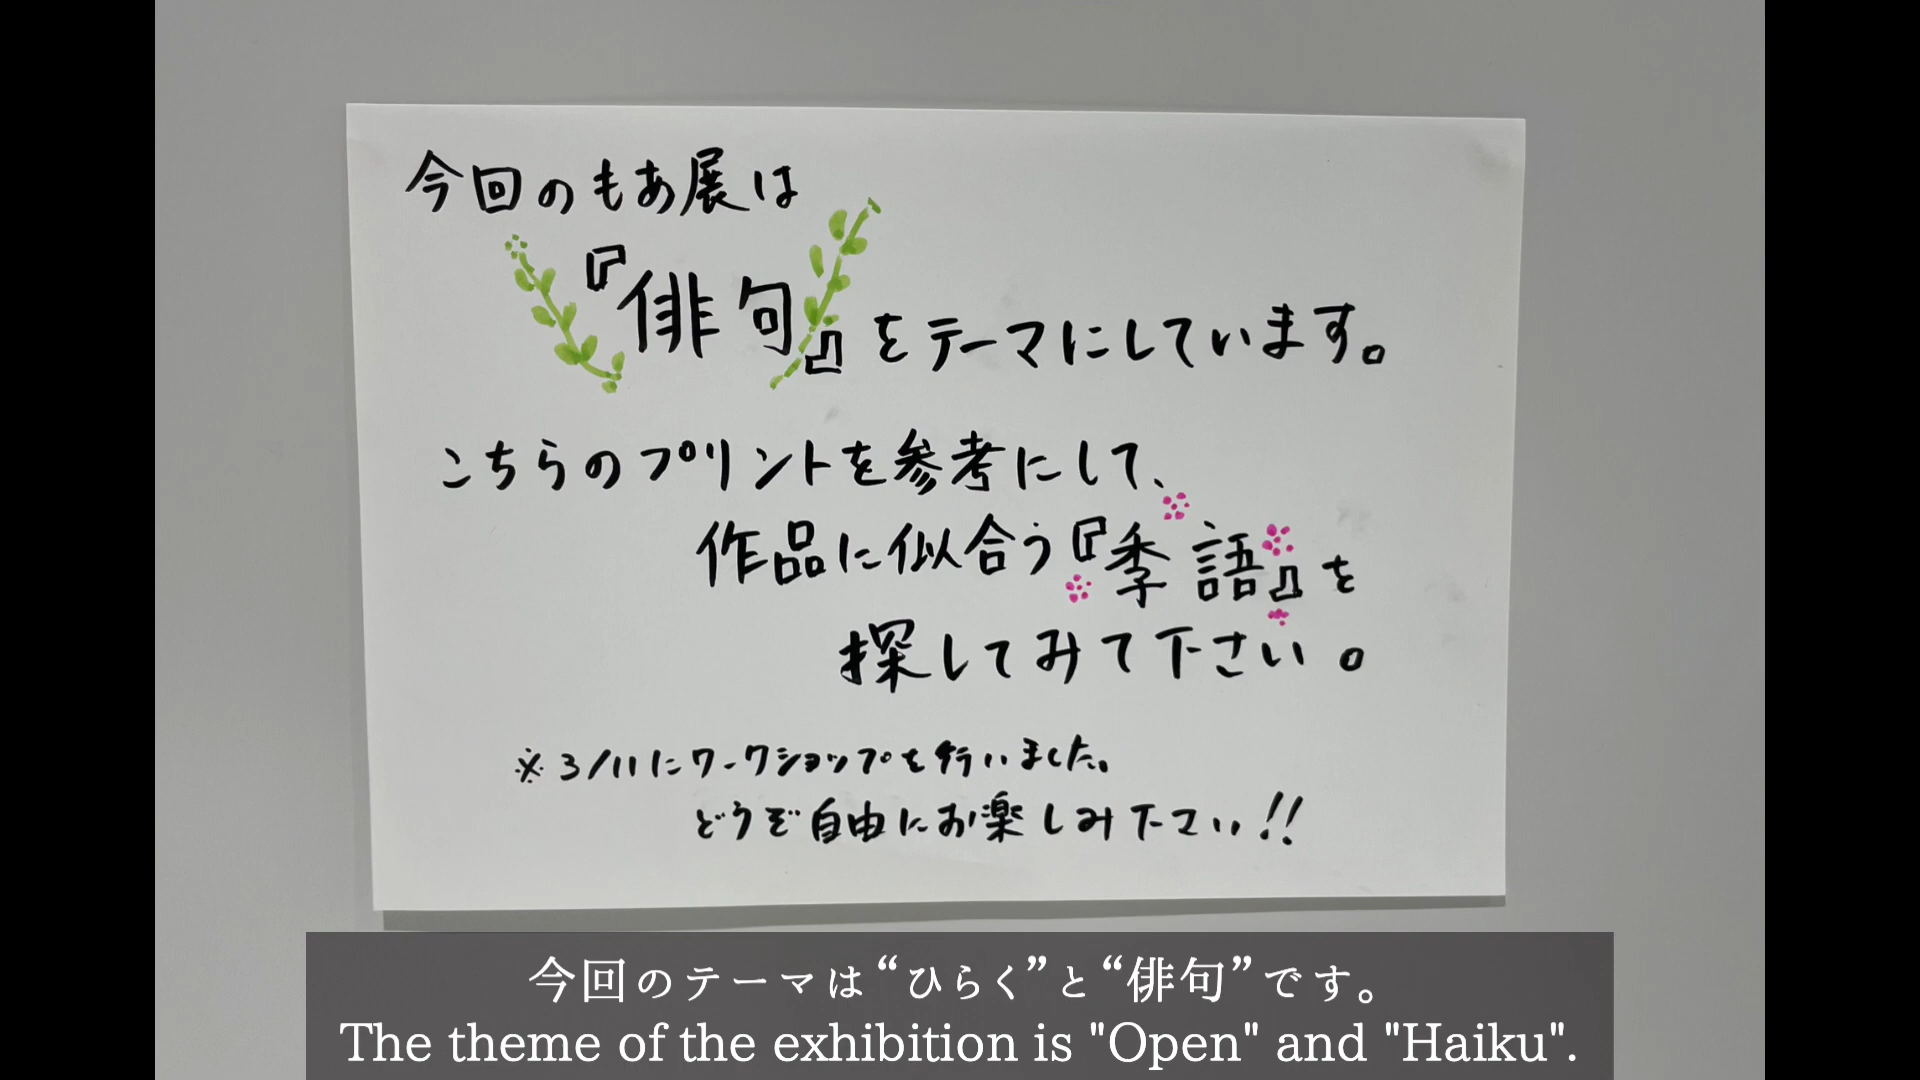 今回のもあ展は
『俳句』をテーマにしています。
こちらのプリントを参考にして、
作品に似合う『季語』を
探してみて下さい。
※3/11にワークショップを行いました。
どうぞ自由にお楽しみ下さい!!
今回のテーマは“ひらく”と“俳句”です。
The theme of the exhibition is "Open" and "Haiku".